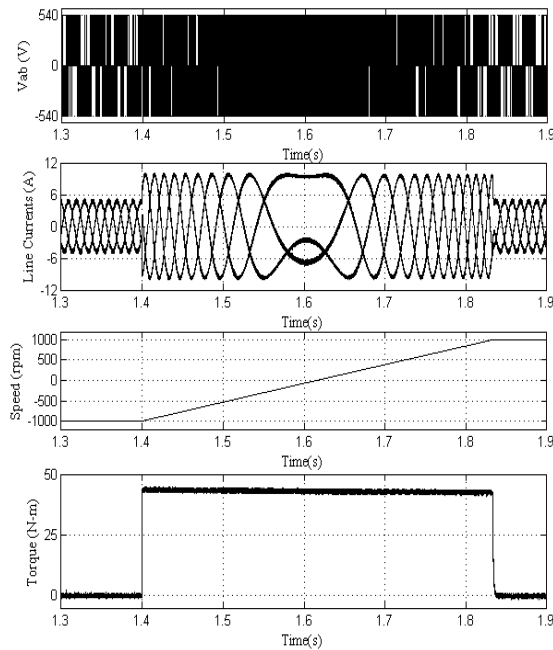 Vab (V)
540
0
-540
1.3 1.4 1.5 1.6 1.7 1.8 1.9
Time(s)
Line Currents (A)
12
6
0
-6
-12
1.3 1.4 1.5 1.6 1.7 1.8 1.9
Time(s)
Speed (rpm)
1000
500
0
-500
-1000
1.3 1.4 1.5 1.6 1.7 1.8 1.9
Time(s)
Torque (N-m)
50
25
0
1.3 1.4 1.5 1.6 1.7 1.8 1.9
Time(s)